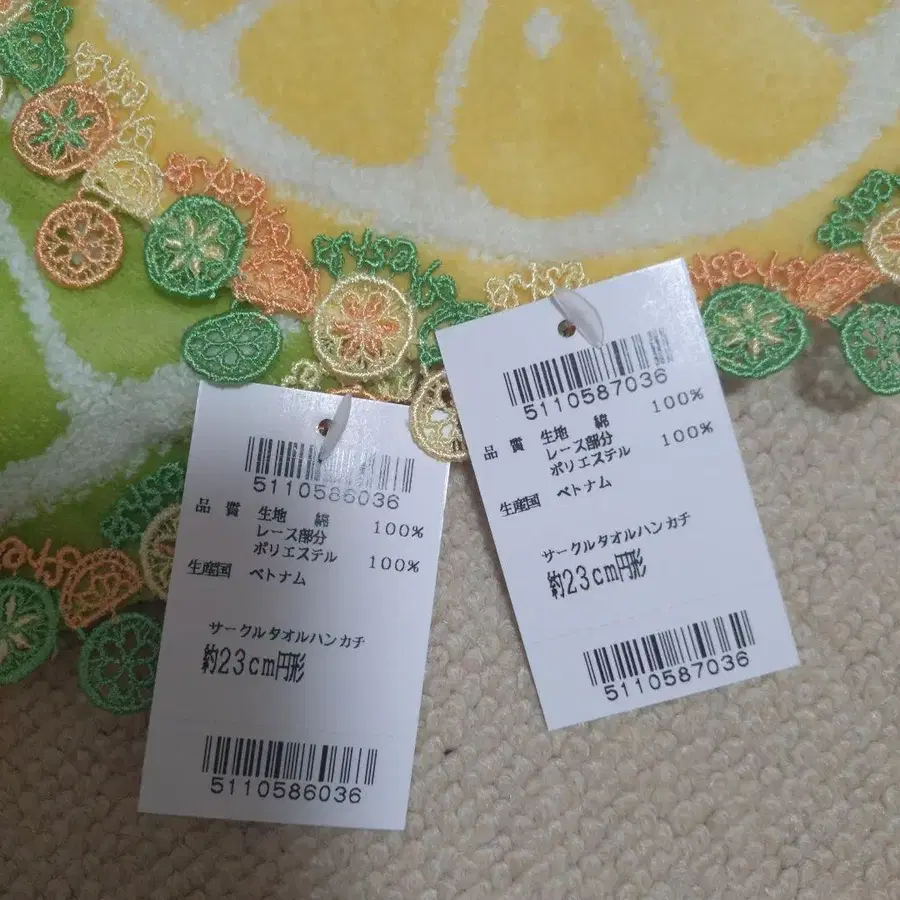 5110586036
品質 生地 綿 100%
レース部分
ポリエステル 100%
生産国 ベトナム
サークルタオルハンカチ
約23cm円形
5110586036
5110587036
品質 生地 綿 100%
レース部分
ポリエステル 100%
生産国 ベトナム
サークルタオルハンカチ
約23cm円形
5110587036